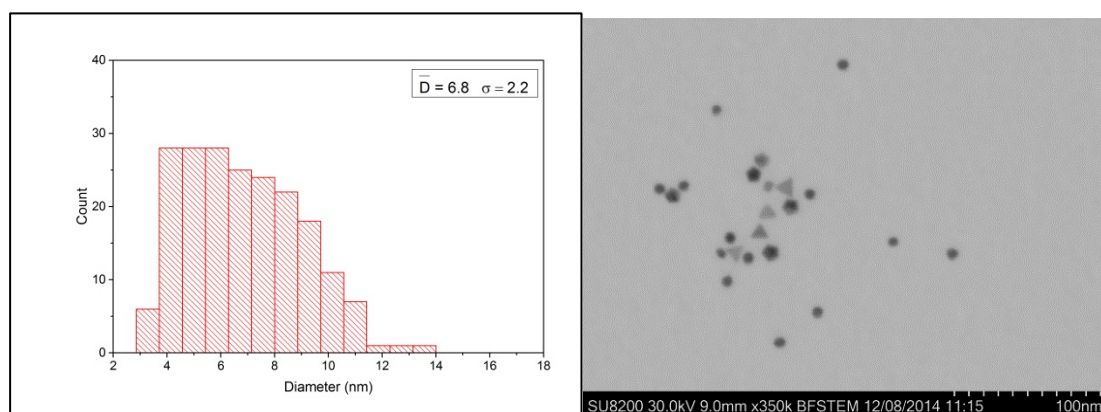 40
30
20
10
0
Count
D̅ = 6.8 σ = 2.2
2 4 6 8 10 12 14 16 18
Diameter (nm)
SU8200 30.0kV 9.0mm x350k BFSTEM 12/08/2014 11:15 100nm